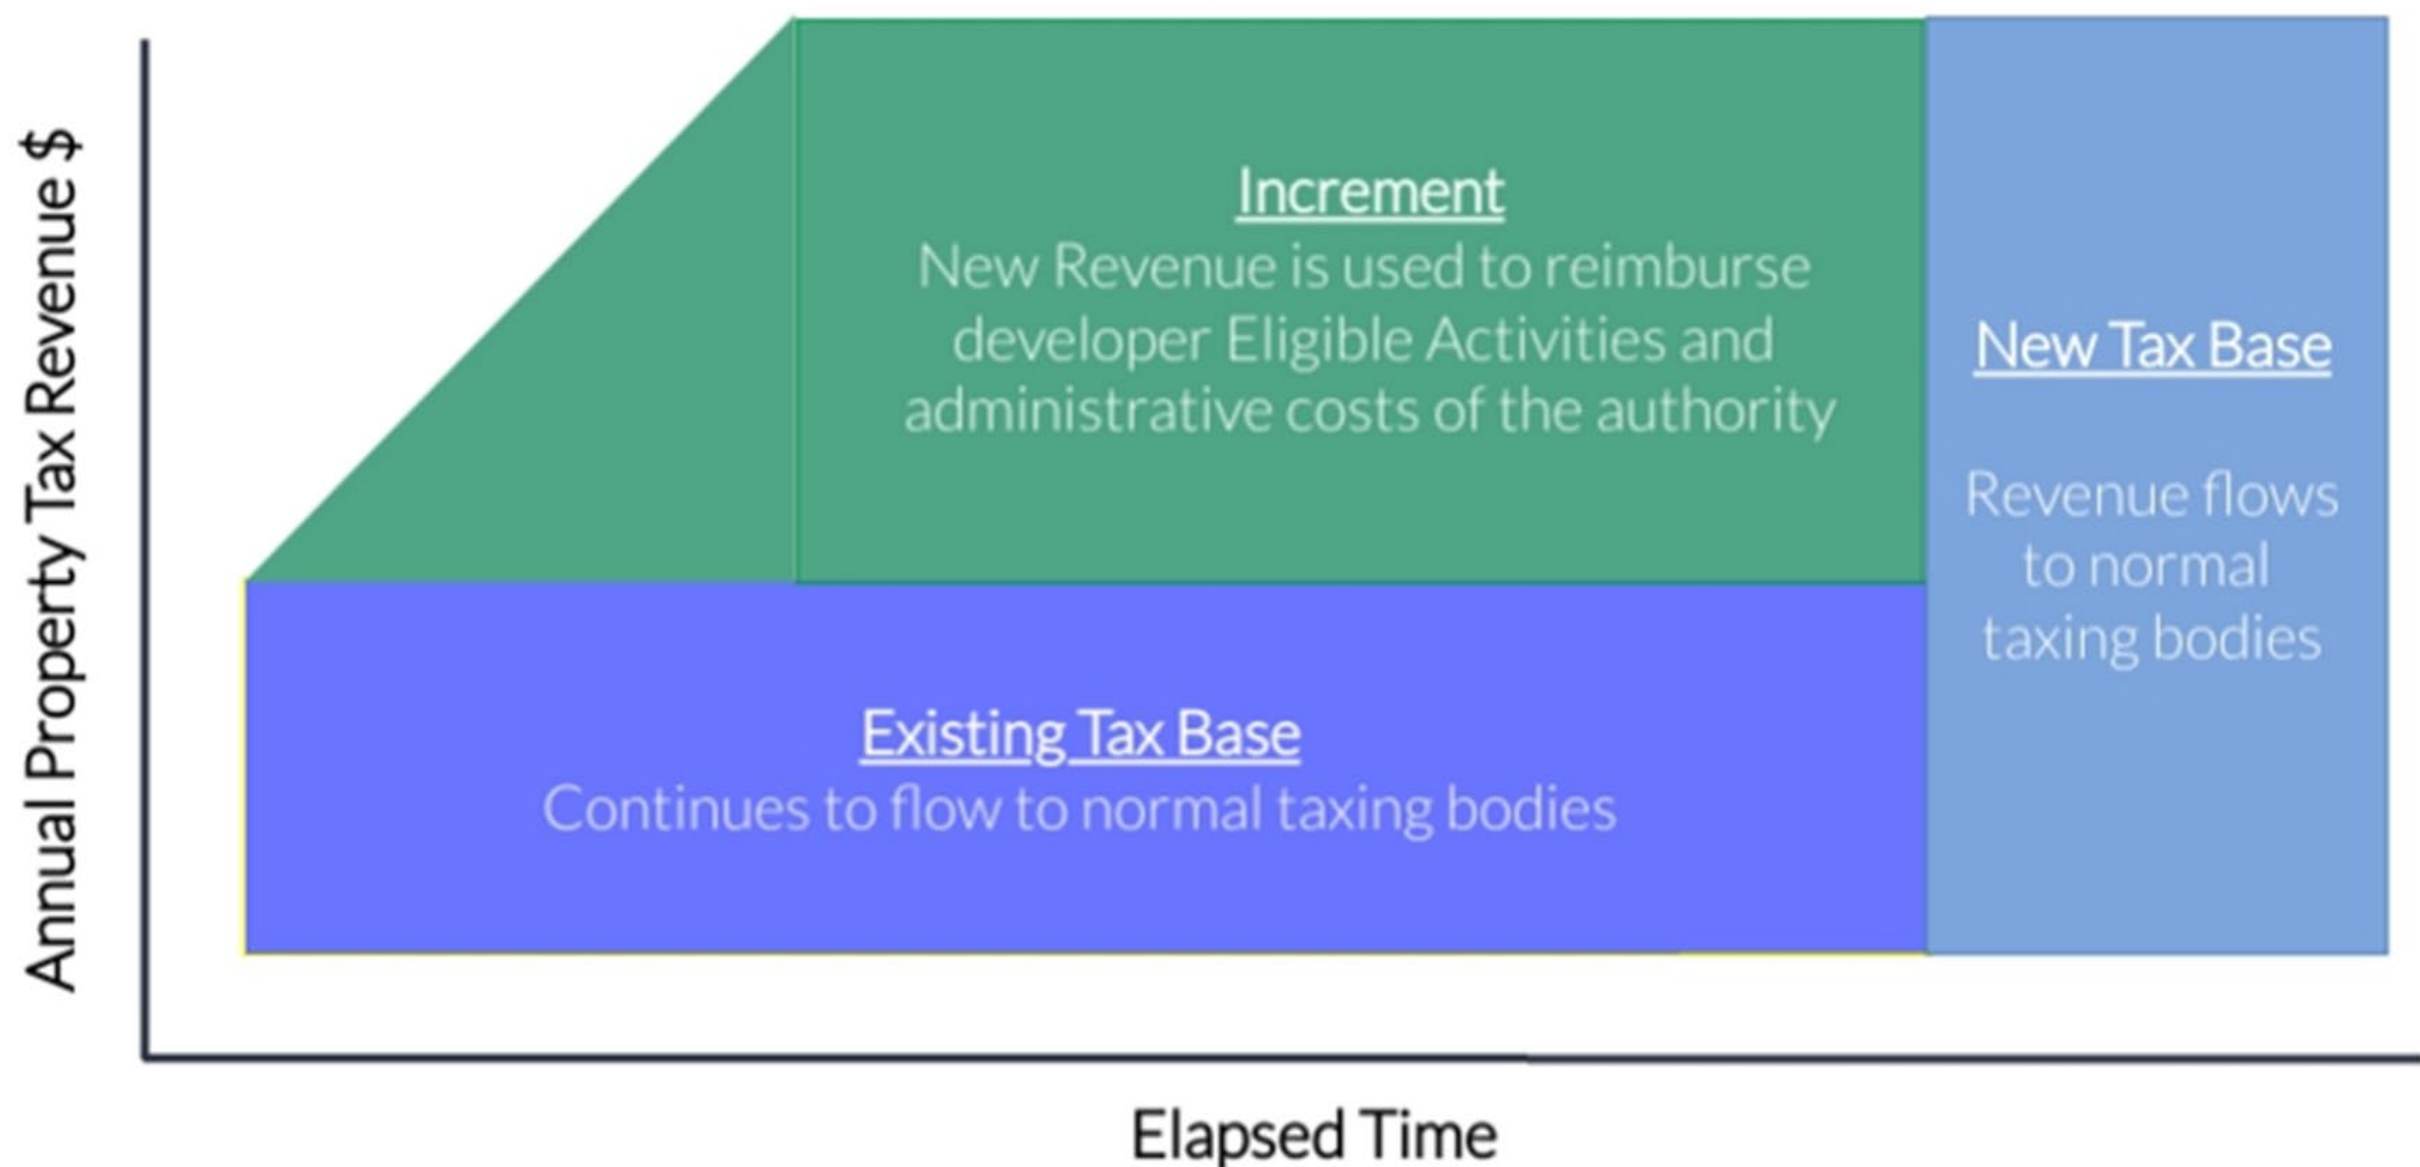 Annual Property Tax Revenue $
Increment
New Revenue is used to reimburse
developer Eligible Activities and
administrative costs of the authority
New Tax Base
Revenue flows
to normal
taxing bodies
Existing Tax Base
Continues to flow to normal taxing bodies
Elapsed Time